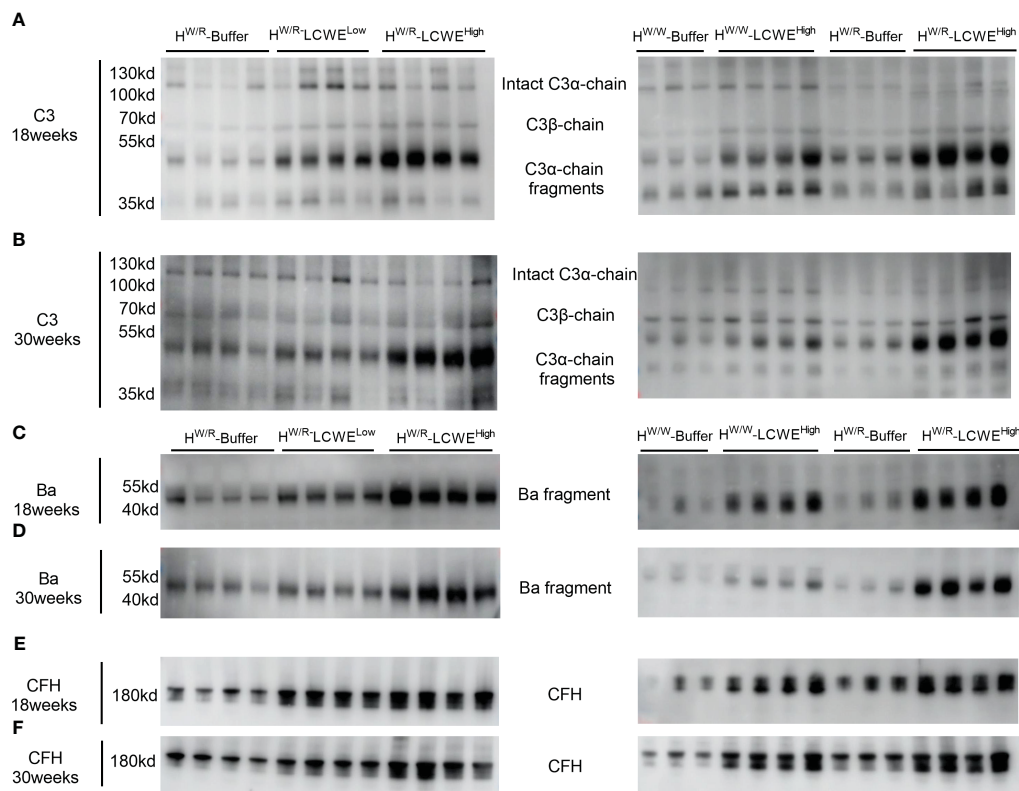 A
H^W/R-Buffer H^W/R-LCWE^Low H^W/R-LCWE^High H^W/W-Buffer H^W/W-LCWE^High H^W/R-Buffer H^W/R-LCWE^High
C3
18weeks
130kd
100kd
70kd
55kd
35kd
Intact C3α-chain
C3β-chain
C3α-chain
fragments
B
C3
30weeks
130kd
100kd
70kd
55kd
35kd
Intact C3α-chain
C3β-chain
C3α-chain
fragments
C
H^W/R-Buffer H^W/R-LCWE^Low H^W/R-LCWE^High H^W/W-Buffer H^W/W-LCWE^High H^W/R-Buffer H^W/R-LCWE^High
Ba
18weeks
55kd
40kd
Ba fragment
D
Ba
30weeks
55kd
40kd
Ba fragment
E
CFH
18weeks
180kd
CFH
F
CFH
30weeks
180kd
CFH